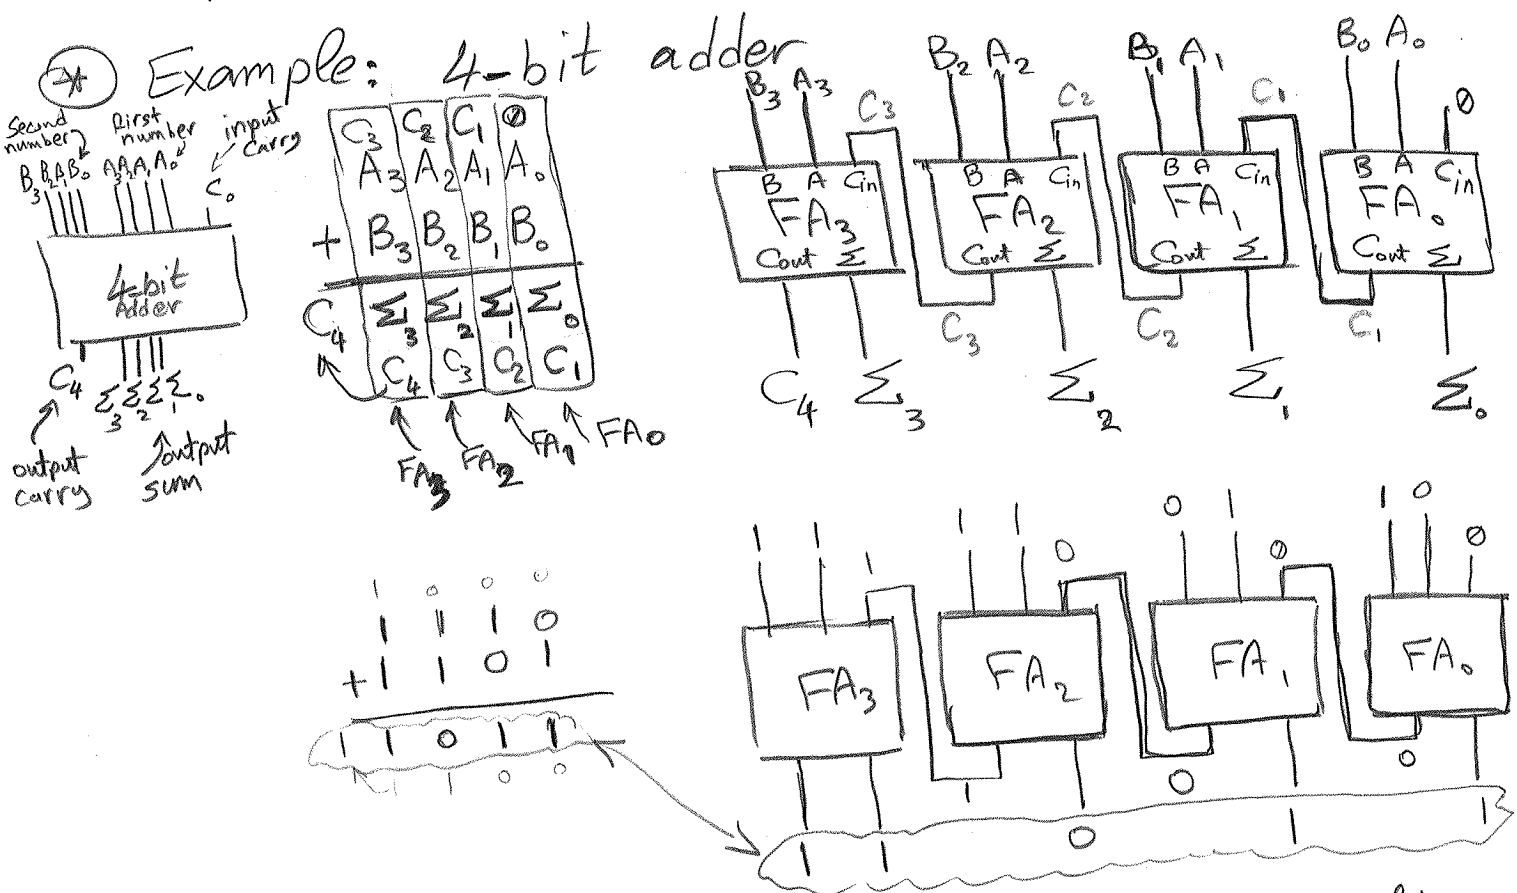 Example: 4-bit adder
Second number
B3 B2 B1 B0
First number
A3 A2 A1 A0
input carry
C0
4-bit Adder
C4
Σ3 Σ2 Σ1 Σ0
output carry
output sum
C3 C2 C1 0
A3 A2 A1 A0
+ B3 B2 B1 B0
C4 Σ3 Σ2 Σ1 Σ0
C4 C3 C2 C1
FA3 FA2 FA1 FA0
B3 A3 C3 B2 A2 C2 B1 A1 C1 B0 A0 0
B A Cin B A Cin B A Cin B A Cin
FA3 FA2 FA1 FA0
Cout Σ Cout Σ Cout Σ Cout Σ
C3 C2 C1
C4 Σ3 Σ2 Σ1 Σ0
1 0 0 0
1 1 1 0
+ 1 1 0 1
1 1 0 1 1
1 0 0
1 1 1 1 1 0 0 1 0 1 0 0
FA3 FA2 FA1 FA0
1 0 0
1 1 0 1 1